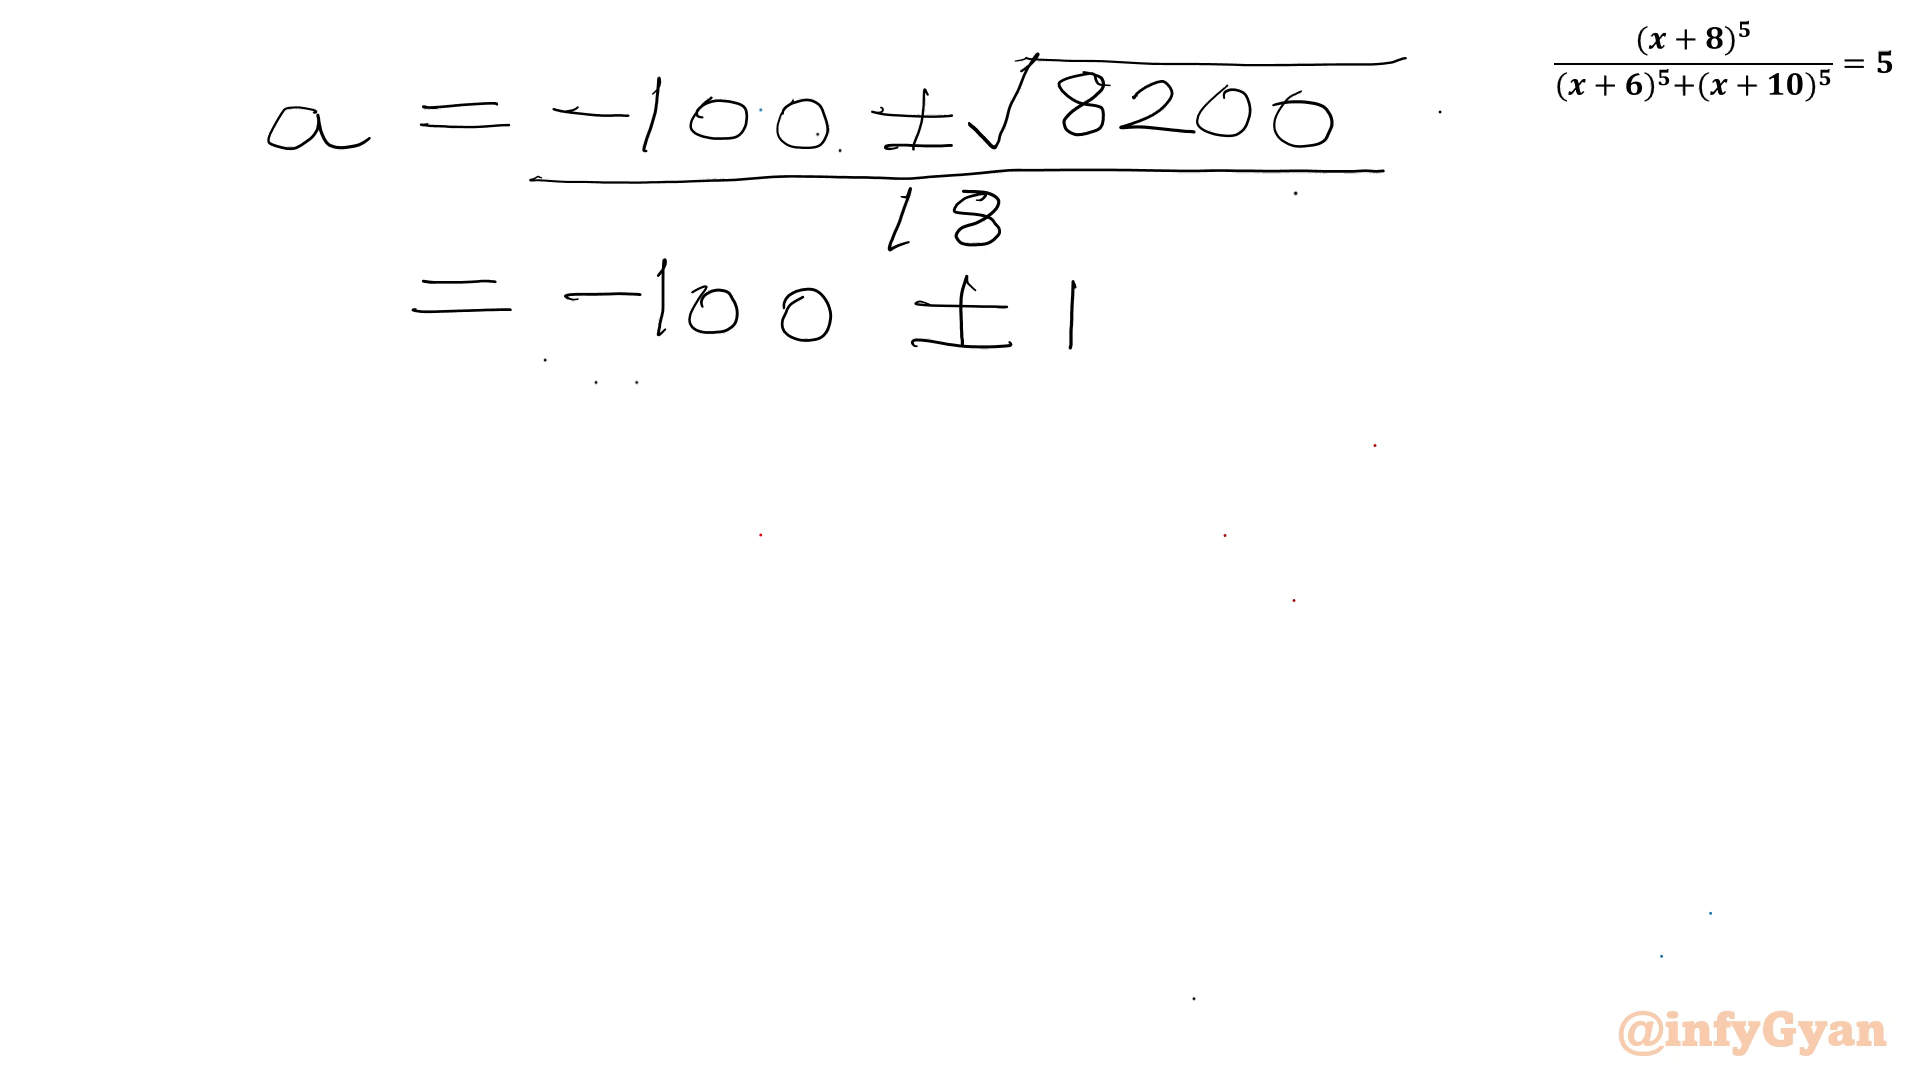 a = -100 ± √8200
18
= -100 ± 1
(x + 8)^5
(x + 6)^5+(x + 10)^5 = 5
@infyGyan